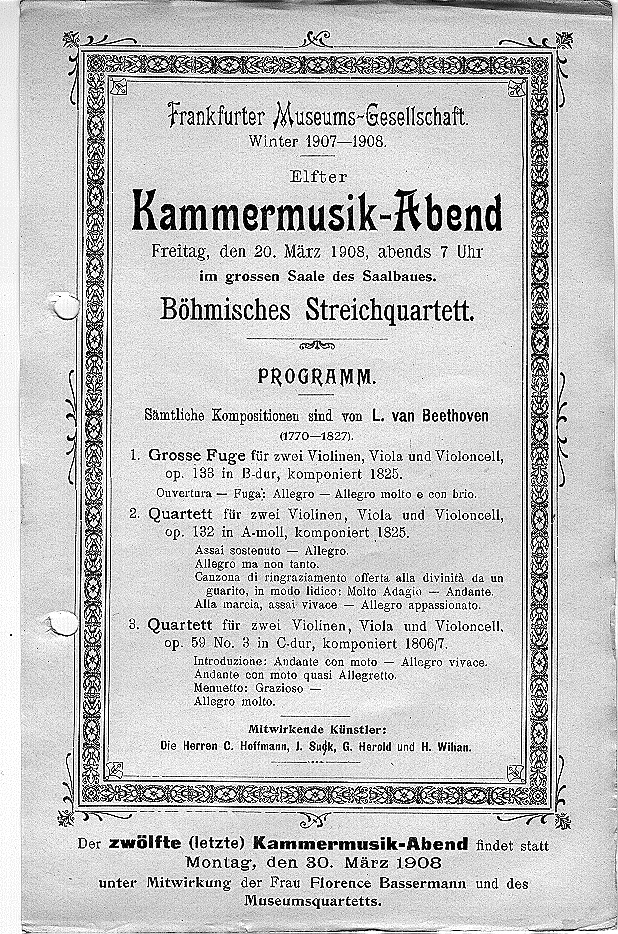 Frankfurter Museums-Gesellschaft.
Winter 1907—1908.
Elfter
Kammermusik-Abend
Freitag, den 20. März 1908, abends 7 Uhr
im grossen Saale des Saalbaues.
Böhmisches Streichquartett.
PROGRAMM.
Sämtliche Kompositionen sind von L. van Beethoven
(1770—1827).
1. Grosse Fuge für zwei Violinen, Viola und Violoncell,
op. 133 in B-dur, komponiert 1825.
Ouvertura — Fuga: Allegro — Allegro molto e con brio.
2. Quartett für zwei Violinen, Viola und Violoncell,
op. 132 in A-moll, komponiert 1825.
Assai sostenuto — Allegro.
Allegro ma non tanto.
Canzona di ringraziamento offerta alla divinità da un
guarito, in modo lidico: Molto Adagio — Andante.
Alla marcia, assai vivace — Allegro appassionato.
3. Quartett für zwei Violinen, Viola und Violoncell,
op. 59 No. 3 in C-dur, komponiert 1806/7.
Introduzione: Andante con moto — Allegro vivace.
Andante con moto quasi Allegretto.
Menuetto: Grazioso —
Allegro molto.
Mitwirkende Künstler:
Die Herren C. Hoffmann, J. Suck, G. Herold und H. Wihan.
Der zwölfte (letzte) Kammermusik-Abend findet statt
Montag, den 30. März 1908
unter Mitwirkung der Frau Florence Bassermann und des
Museumsquartetts.